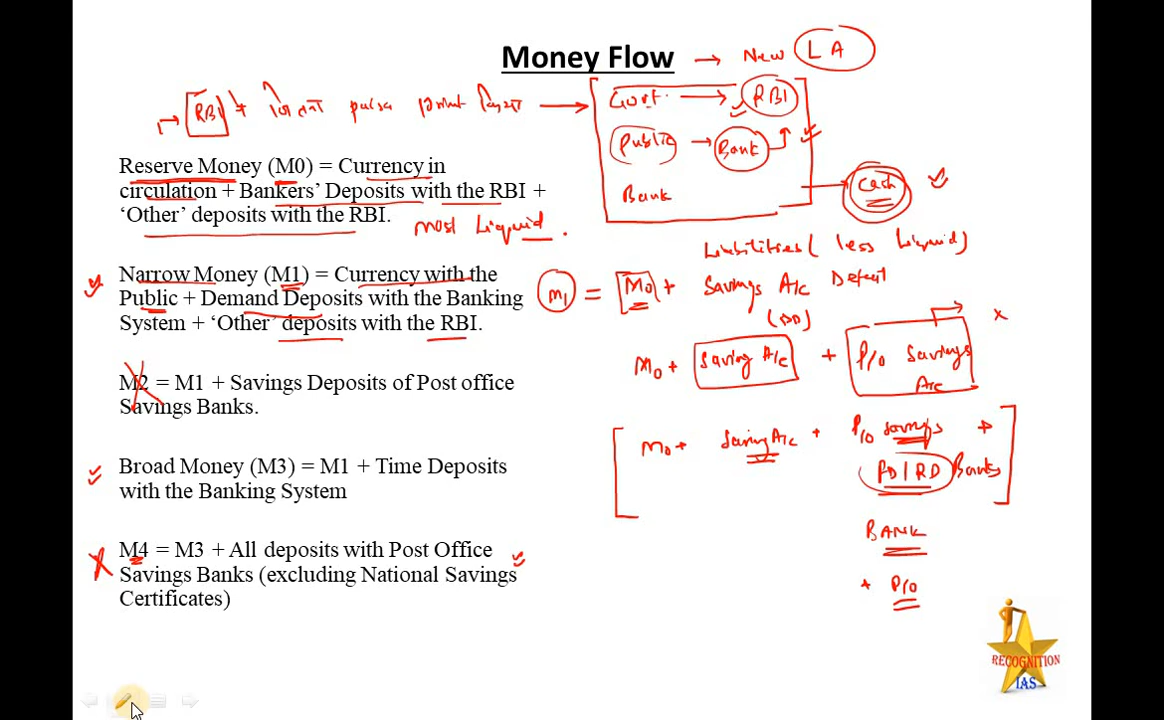 Money Flow → New LA
RBI
Govt. → RBI
Public → Bank
Bank
Cash
Reserve Money (M0) = Currency in
circulation + Bankers' Deposits with the RBI +
‘Other’ deposits with the RBI.
most Liquid.
Liabilities (less liquid)
Narrow Money (M1) = Currency with the
Public + Demand Deposits with the Banking
System + ‘Other’ deposits with the RBI.
M1 = M0 + Savings A/c
(DD)
M0 + Saving A/c + P/o Savings A/c
M2 = M1 + Savings Deposits of Post office
Savings Banks.
M0 + Saving A/c + P/o Savings +
FD/RD Banks
Broad Money (M3) = M1 + Time Deposits
with the Banking System
BANK
+ P/o
M4 = M3 + All deposits with Post Office
Savings Banks (excluding National Savings
Certificates)
RECOGNITION
IAS